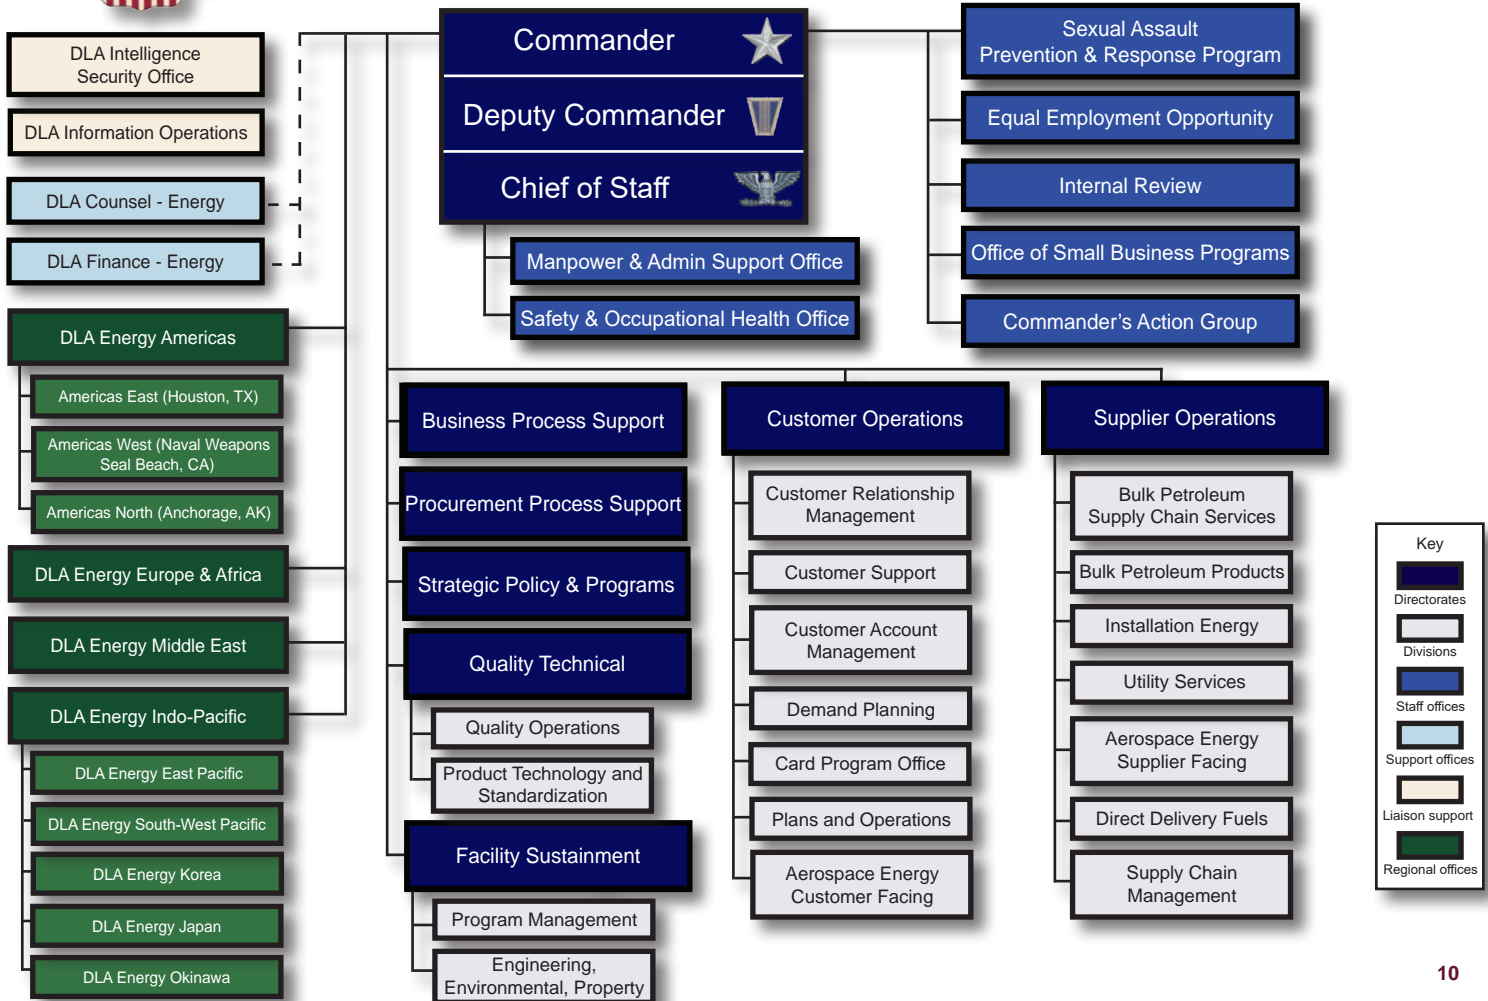 DLA Intelligence
Security Office
DLA Information Operations
DLA Counsel - Energy
DLA Finance - Energy
Commander
Deputy Commander
Chief of Staff
Manpower & Admin Support Office
Safety & Occupational Health Office
Sexual Assault
Prevention & Response Program
Equal Employment Opportunity
Internal Review
Office of Small Business Programs
Commander's Action Group
DLA Energy Americas
Americas East (Houston, TX)
Americas West (Naval Weapons
Seal Beach, CA)
Americas North (Anchorage, AK)
DLA Energy Europe & Africa
DLA Energy Middle East
DLA Energy Indo-Pacific
DLA Energy East Pacific
DLA Energy South-West Pacific
DLA Energy Korea
DLA Energy Japan
DLA Energy Okinawa
Business Process Support
Procurement Process Support
Strategic Policy & Programs
Quality Technical
Quality Operations
Product Technology and
Standardization
Facility Sustainment
Program Management
Engineering,
Environmental, Property
Customer Operations
Customer Relationship
Management
Customer Support
Customer Account
Management
Demand Planning
Card Program Office
Plans and Operations
Aerospace Energy
Customer Facing
Supplier Operations
Bulk Petroleum
Supply Chain Services
Bulk Petroleum Products
Installation Energy
Utility Services
Aerospace Energy
Supplier Facing
Direct Delivery Fuels
Supply Chain
Management
Key
Directorates
Divisions
Staff offices
Support offices
Liaison support
Regional offices
10